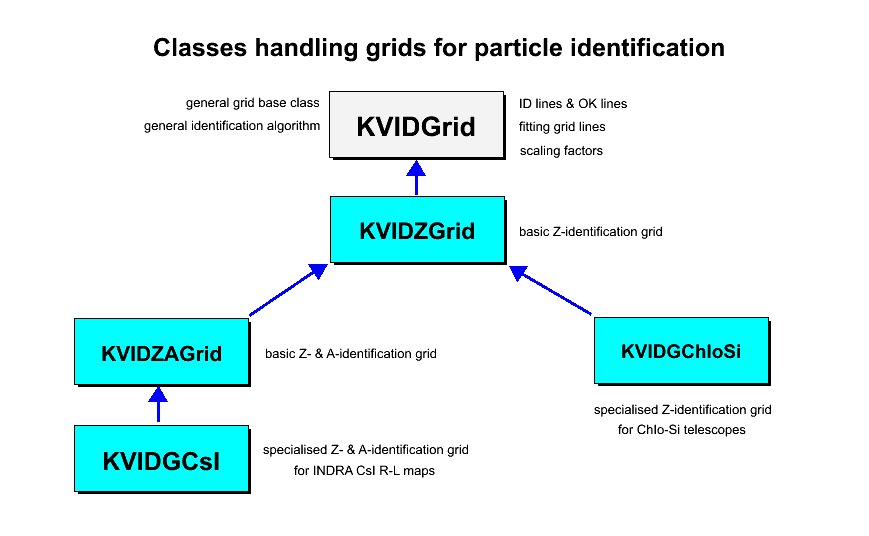 Classes handling grids for particle identification
general grid base class
general identification algorithm
KVIDGrid
ID lines & OK lines
fitting grid lines
scaling factors
KVIDZGrid
basic Z-identification grid
KVIDZAGrid
basic Z- & A-identification grid
KVIDGChIoSi
specialised Z-identification grid
for ChIo-Si telescopes
KVIDGCsI
specialised Z- & A-identification grid
for INDRA CsI R-L maps